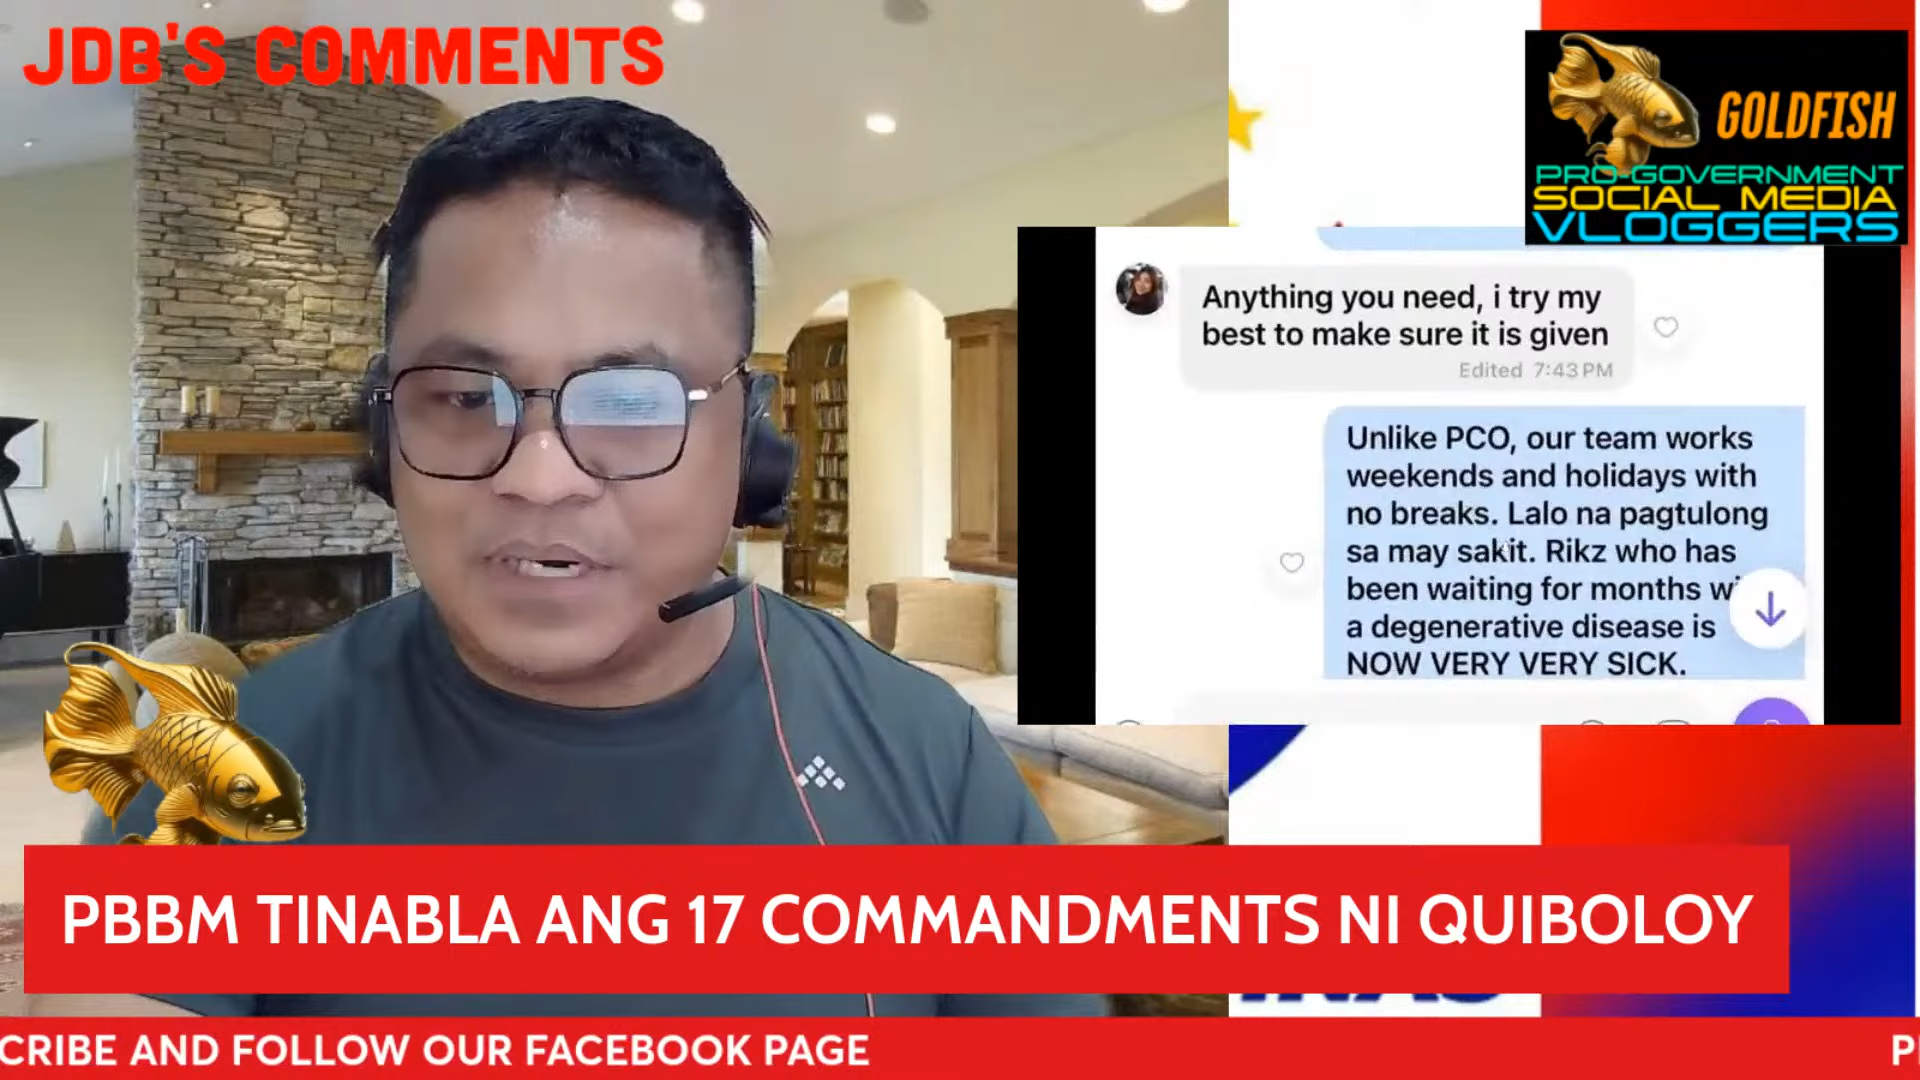 JDB'S COMMENTS
GOLDFISH
PRO-GOVERNMENT
SOCIAL MEDIA
VLOGGERS
Anything you need, i try my
best to make sure it is given
Edited 7:43 PM
Unlike PCO, our team works
weekends and holidays with
no breaks. Lalo na pagtulong
sa may sakit. Rikz who has
been waiting for months
a degenerative disease is
NOW VERY VERY SICK.
PBBM TINABLA ANG 17 COMMANDMENTS NI QUIBOLOY
CRIBE AND FOLLOW OUR FACEBOOK PAGE